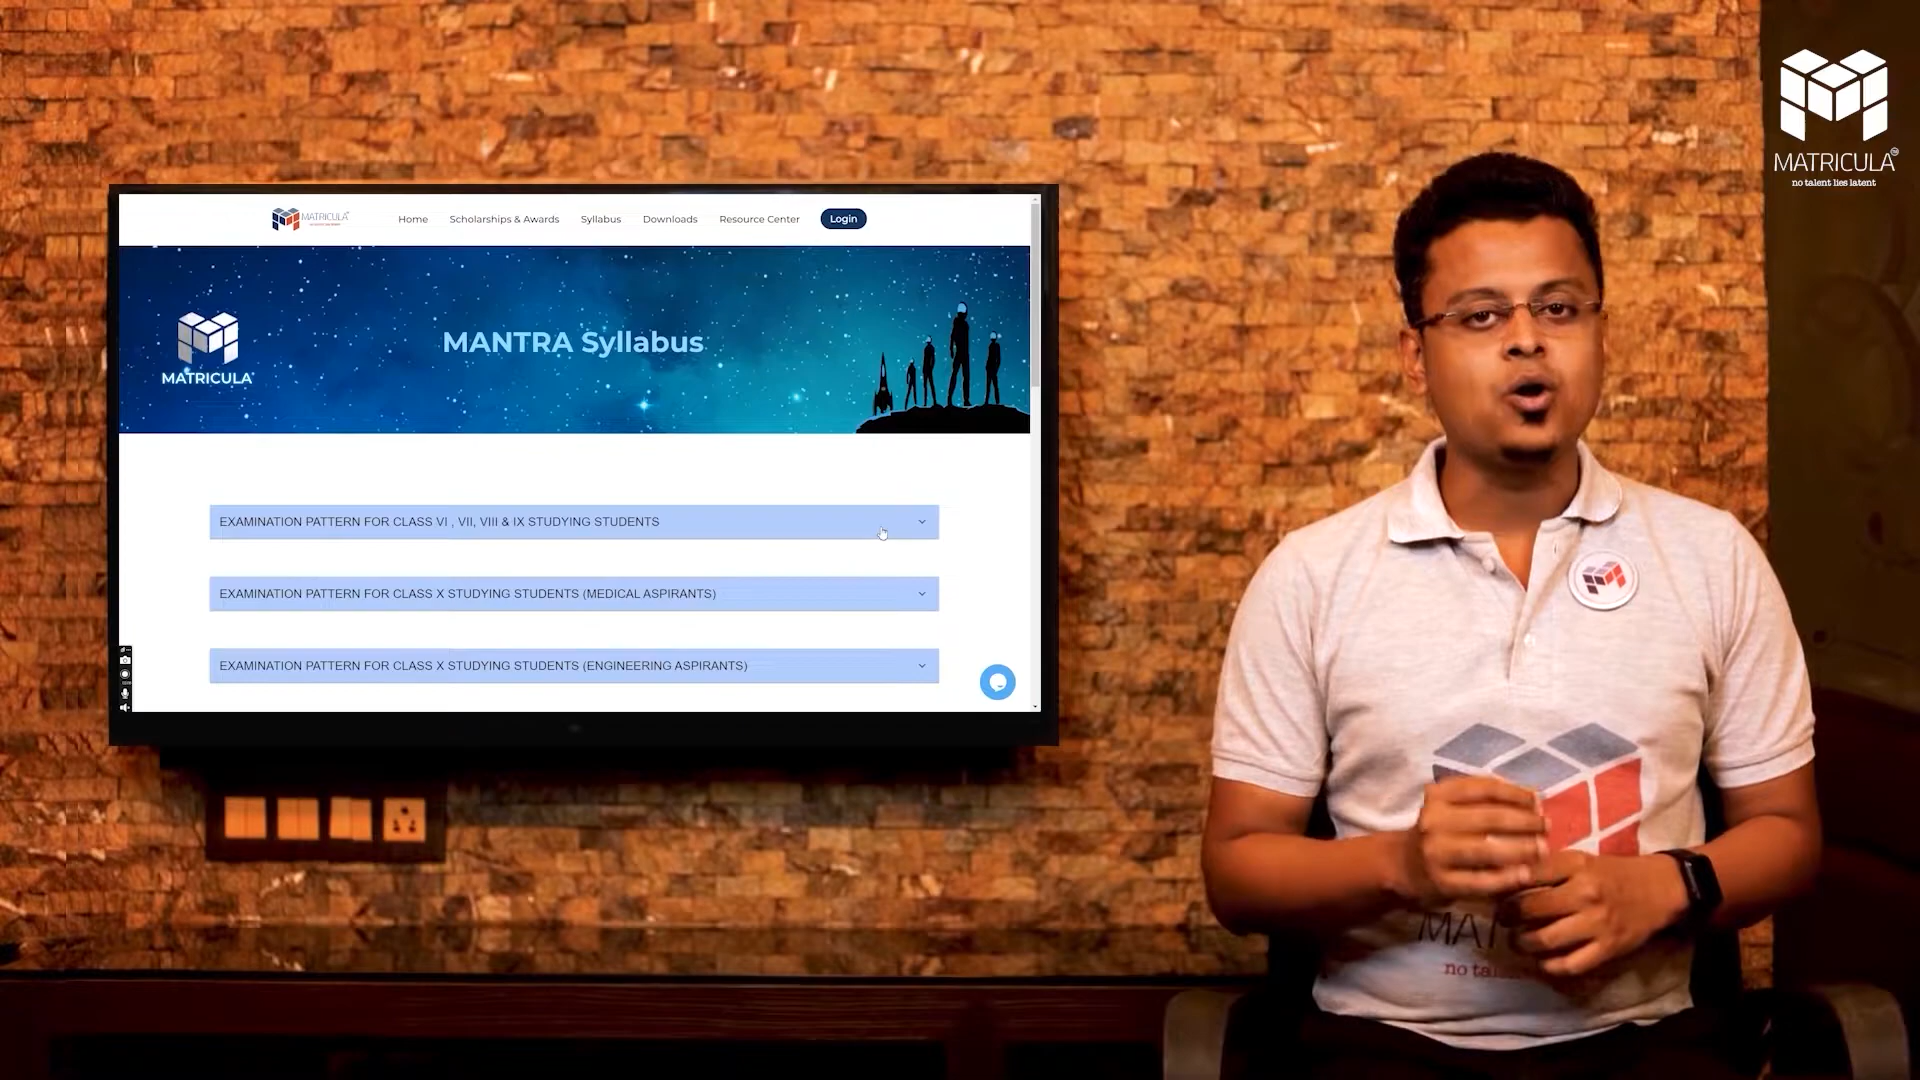 MATRICULA
no talent lies latent
MATRICULA
Home
Scholarships & Awards
Syllabus
Downloads
Resource Center
Login
MANTRA Syllabus
MATRICULA
EXAMINATION PATTERN FOR CLASS VI , VII, VIII & IX STUDYING STUDENTS
EXAMINATION PATTERN FOR CLASS X STUDYING STUDENTS (MEDICAL ASPIRANTS)
EXAMINATION PATTERN FOR CLASS X STUDYING STUDENTS (ENGINEERING ASPIRANTS)
no